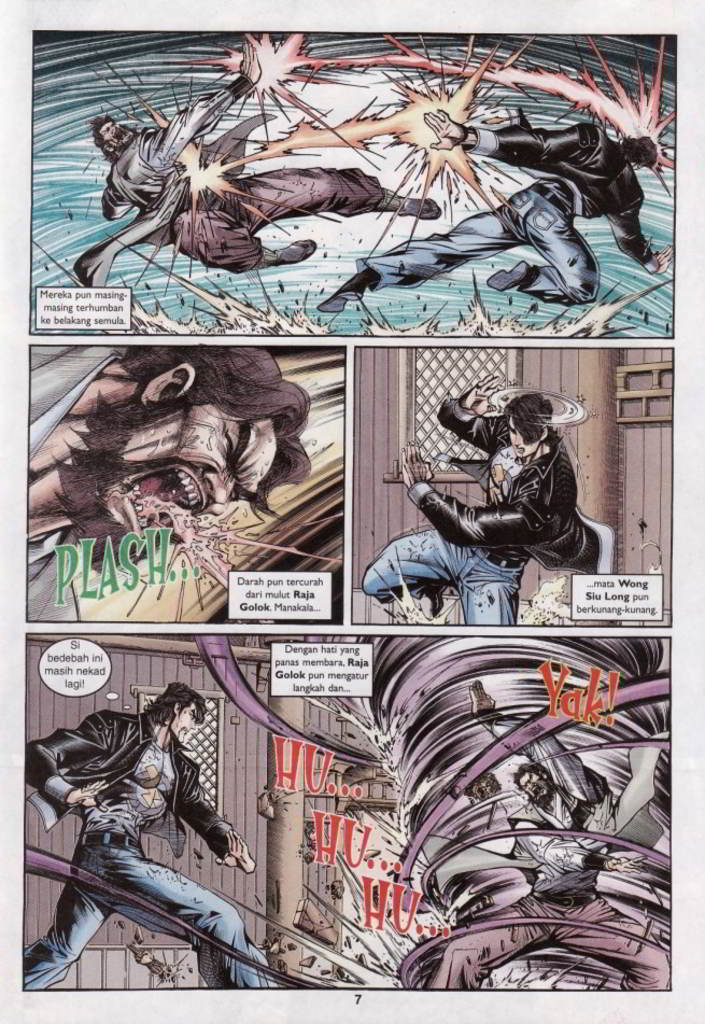 Mereka pun masing-
masing terhumban
ke belakang semula.
PLASH...
Darah pun tercurah
dari mulut Raja
Golok. Manakala...
...mata Wong
Siu Long pun
berkunang-kunang.
Si
bedebah ini
masih nekad
lagi!
Dengan hati yang
panas membara, Raja
Golok pun mengatur
langkah dan...
Yak!
HU...
HU...
HU...
7